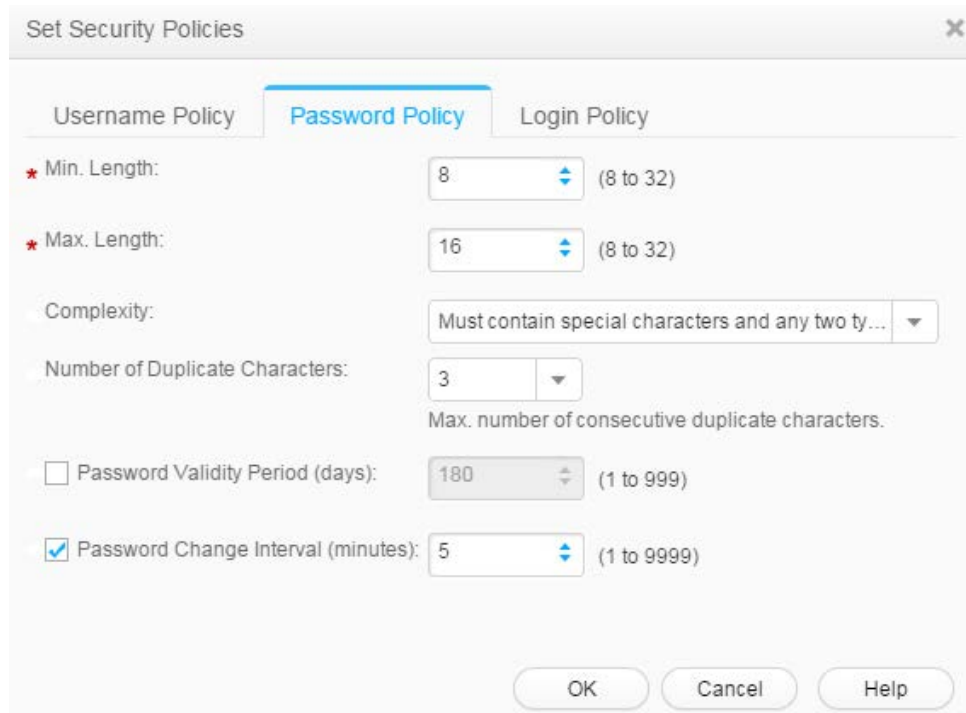 Set Security Policies
Username Policy Password Policy Login Policy
* Min. Length: 8 (8 to 32)
* Max. Length: 16 (8 to 32)
Complexity: Must contain special characters and any two ty...
Number of Duplicate Characters: 3
Max. number of consecutive duplicate characters.
Password Validity Period (days): 180 (1 to 999)
Password Change Interval (minutes): 5 (1 to 9999)
OK Cancel Help